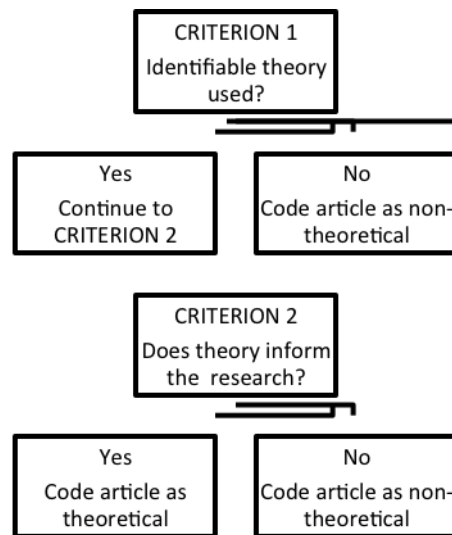 CRITERION 1
Identifiable theory
used?
Yes
Continue to
CRITERION 2
No
Code article as non-
theoretical
CRITERION 2
Does theory inform
the research?
Yes
Code article as
theoretical
No
Code article as non-
theoretical